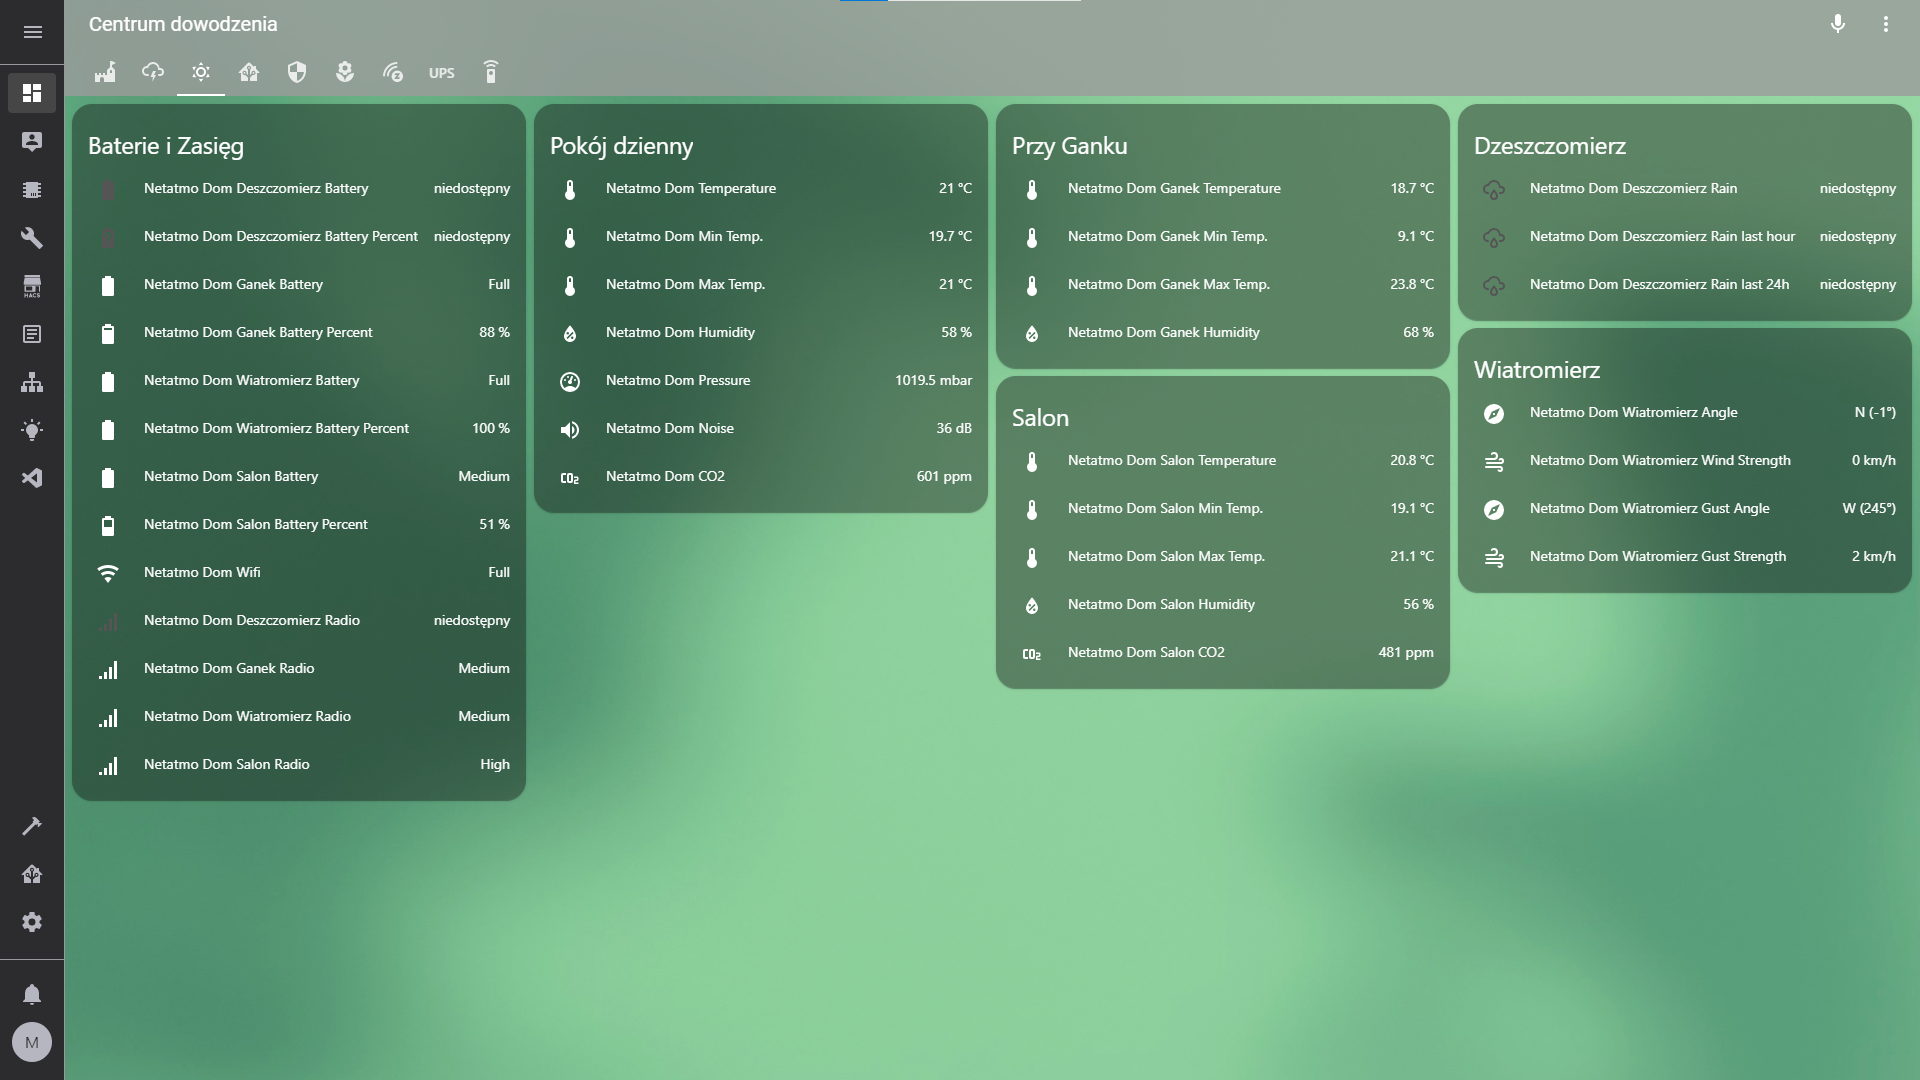 Centrum dowodzenia
UPS
HACS
Baterie i Zasięg
Netatmo Dom Deszczomierz Battery niedostępny
Netatmo Dom Deszczomierz Battery Percent niedostępny
Netatmo Dom Ganek Battery Full
Netatmo Dom Ganek Battery Percent 88 %
Netatmo Dom Wiatromierz Battery Full
Netatmo Dom Wiatromierz Battery Percent 100 %
Netatmo Dom Salon Battery Medium
Netatmo Dom Salon Battery Percent 51 %
Netatmo Dom Wifi Full
Netatmo Dom Deszczomierz Radio niedostępny
Netatmo Dom Ganek Radio Medium
Netatmo Dom Wiatromierz Radio Medium
Netatmo Dom Salon Radio High
Pokój dzienny
Netatmo Dom Temperature 21 °C
Netatmo Dom Min Temp. 19.7 °C
Netatmo Dom Max Temp. 21 °C
Netatmo Dom Humidity 58 %
Netatmo Dom Pressure 1019.5 mbar
Netatmo Dom Noise 36 dB
CO₂ Netatmo Dom CO2 601 ppm
Przy Ganku
Netatmo Dom Ganek Temperature 18.7 °C
Netatmo Dom Ganek Min Temp. 9.1 °C
Netatmo Dom Ganek Max Temp. 23.8 °C
Netatmo Dom Ganek Humidity 68 %
Salon
Netatmo Dom Salon Temperature 20.8 °C
Netatmo Dom Salon Min Temp. 19.1 °C
Netatmo Dom Salon Max Temp. 21.1 °C
Netatmo Dom Salon Humidity 56 %
CO₂ Netatmo Dom Salon CO2 481 ppm
Dzeszczomierz
Netatmo Dom Deszczomierz Rain niedostępny
Netatmo Dom Deszczomierz Rain last hour niedostępny
Netatmo Dom Deszczomierz Rain last 24h niedostępny
Wiatromierz
Netatmo Dom Wiatromierz Angle N (-1°)
Netatmo Dom Wiatromierz Wind Strength 0 km/h
Netatmo Dom Wiatromierz Gust Angle W (245°)
Netatmo Dom Wiatromierz Gust Strength 2 km/h
M